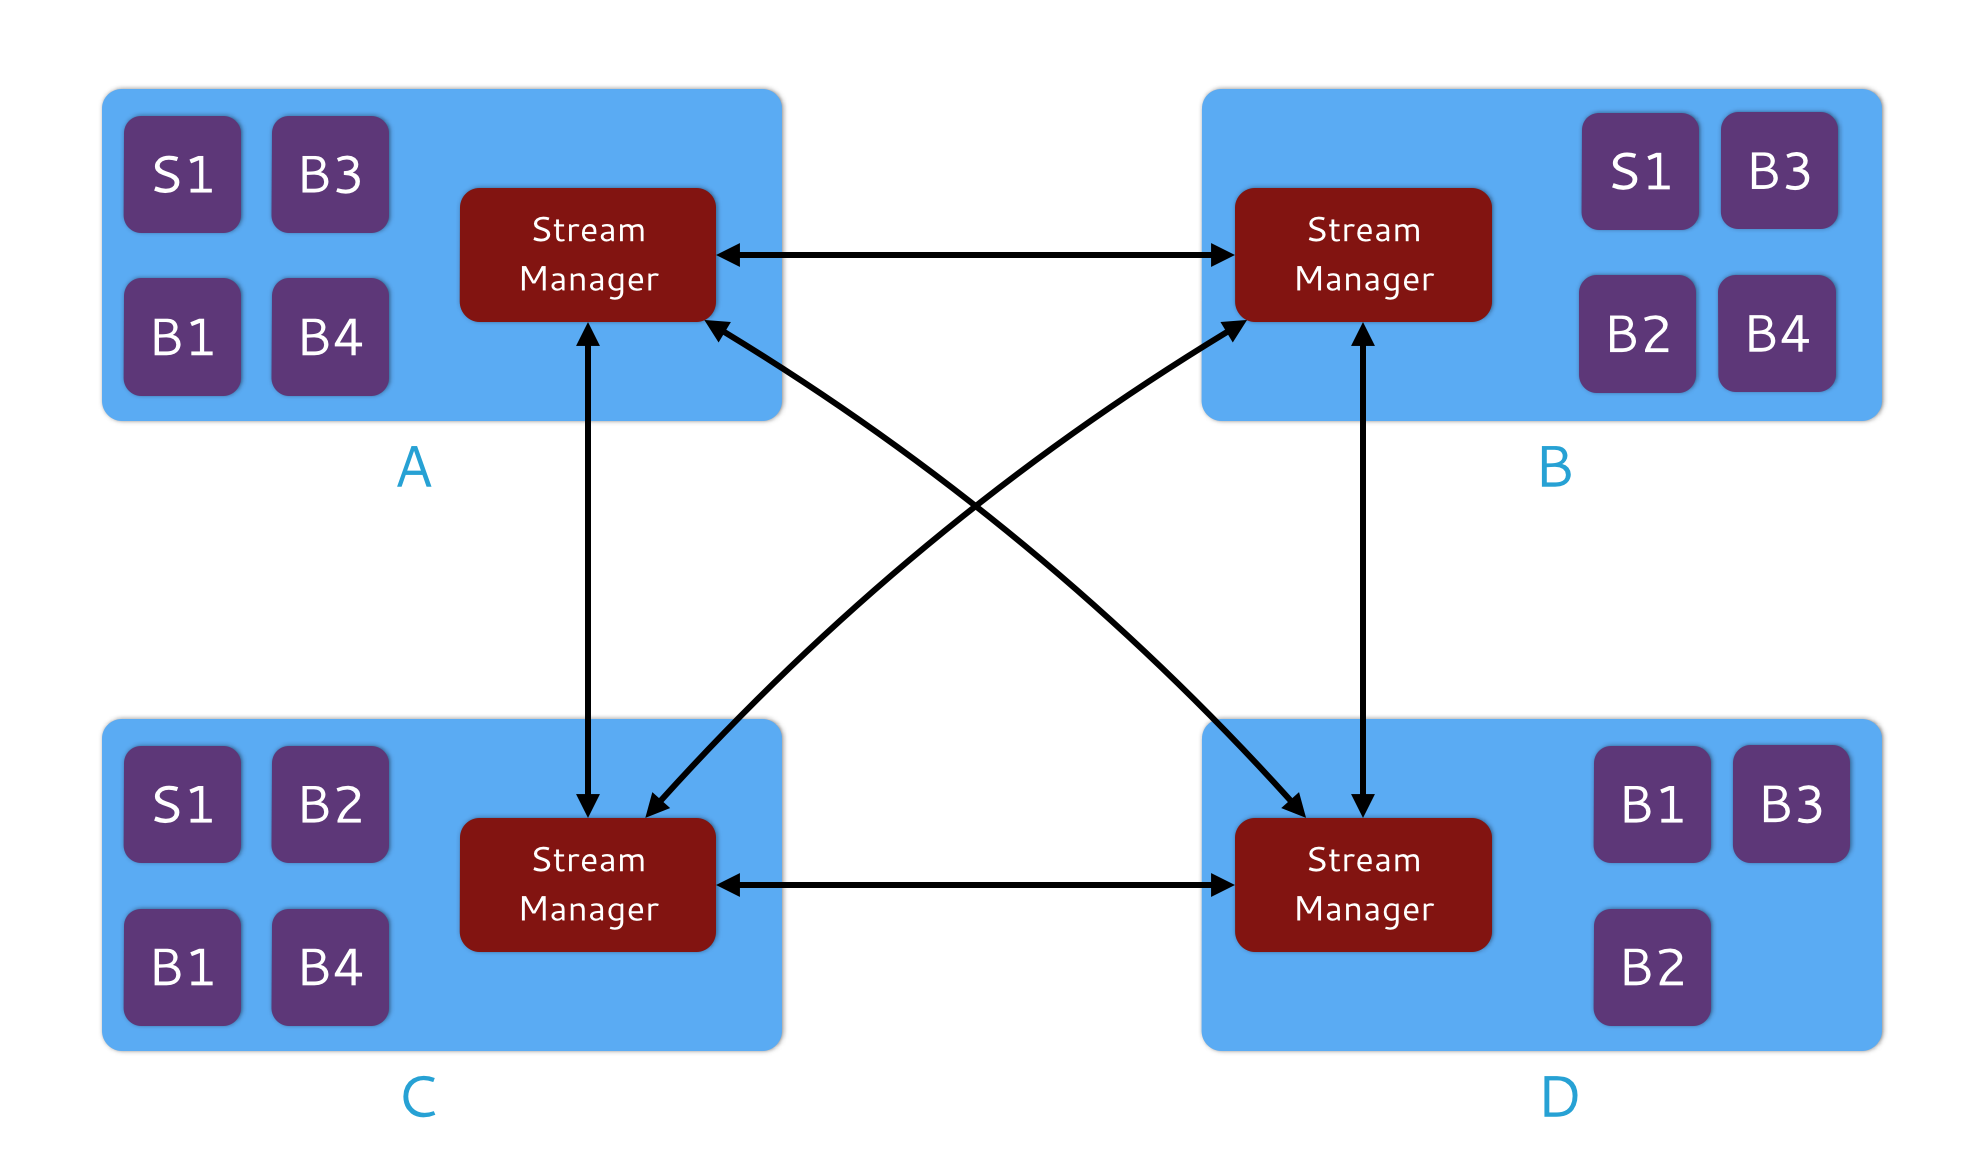 S1 B3
Stream
Manager
B1 B4
A
S1 B3
Stream
Manager
B2 B4
B
S1 B2
Stream
Manager
B1 B4
C
B1 B3
Stream
Manager
B2
D